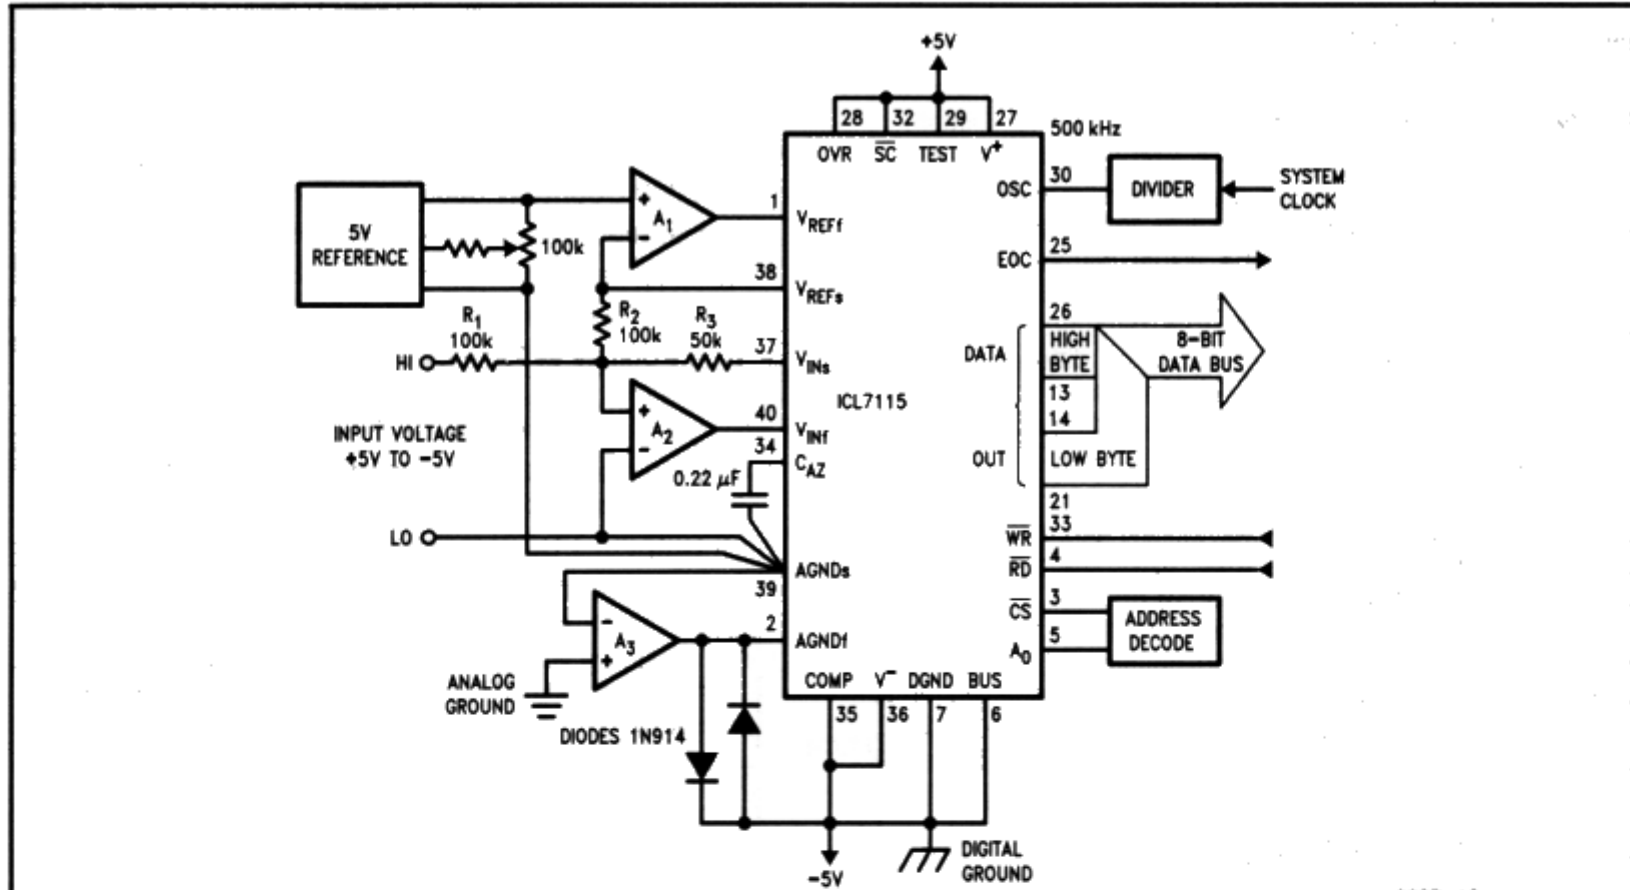 +5V
28 32 29 27
500 kHz
OVR S̅C̅ TEST V+
OSC
30
DIVIDER
SYSTEM
CLOCK
5V
REFERENCE
100k
+
A1
-
1
VREFf
38
VREFs
EOC
25
R1
100k
R2
100k
R3
50k
37
VINs
HI
ICL7115
DATA
OUT
26
HIGH
BYTE
13
14
LOW BYTE
21
8-BIT
DATA BUS
INPUT VOLTAGE
+5V TO -5V
+
A2
-
40
VINf
34
CAZ
0.22 μF
LO
W̅R̅
33
R̅D̅
4
AGNDs
39
C̅S̅
3
A0
5
ADDRESS
DECODE
-
A3
+
2
AGNDf
ANALOG
GROUND
DIODES 1N914
COMP V- DGND BUS
35 36 7 6
-5V
DIGITAL
GROUND